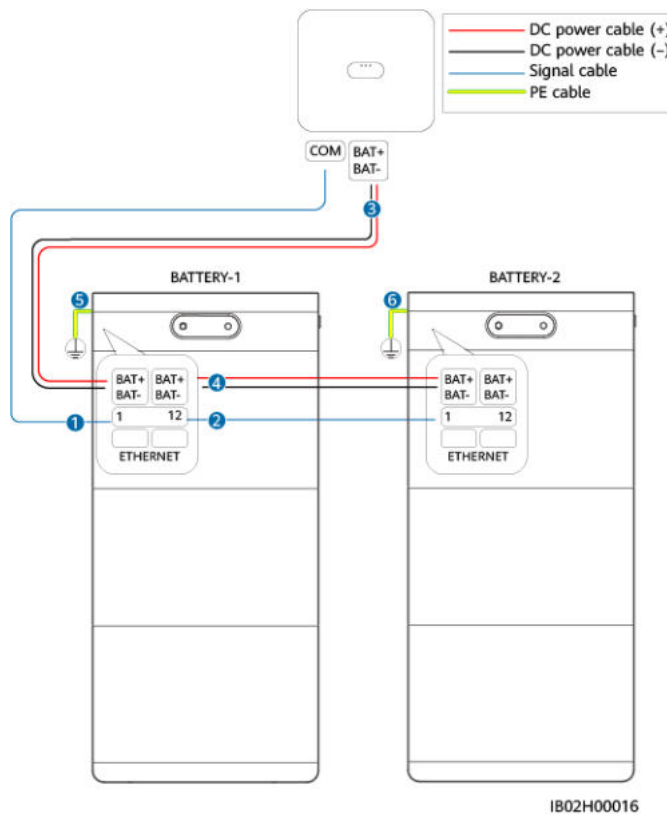 DC power cable (+)
DC power cable (−)
Signal cable
PE cable
COM
BAT+
BAT-
3
BATTERY-1
BATTERY-2
5
6
BAT+ BAT+
BAT- BAT-
4
BAT+ BAT+
BAT- BAT-
1
1 12
2
1 12
ETHERNET
ETHERNET
IB02H00016